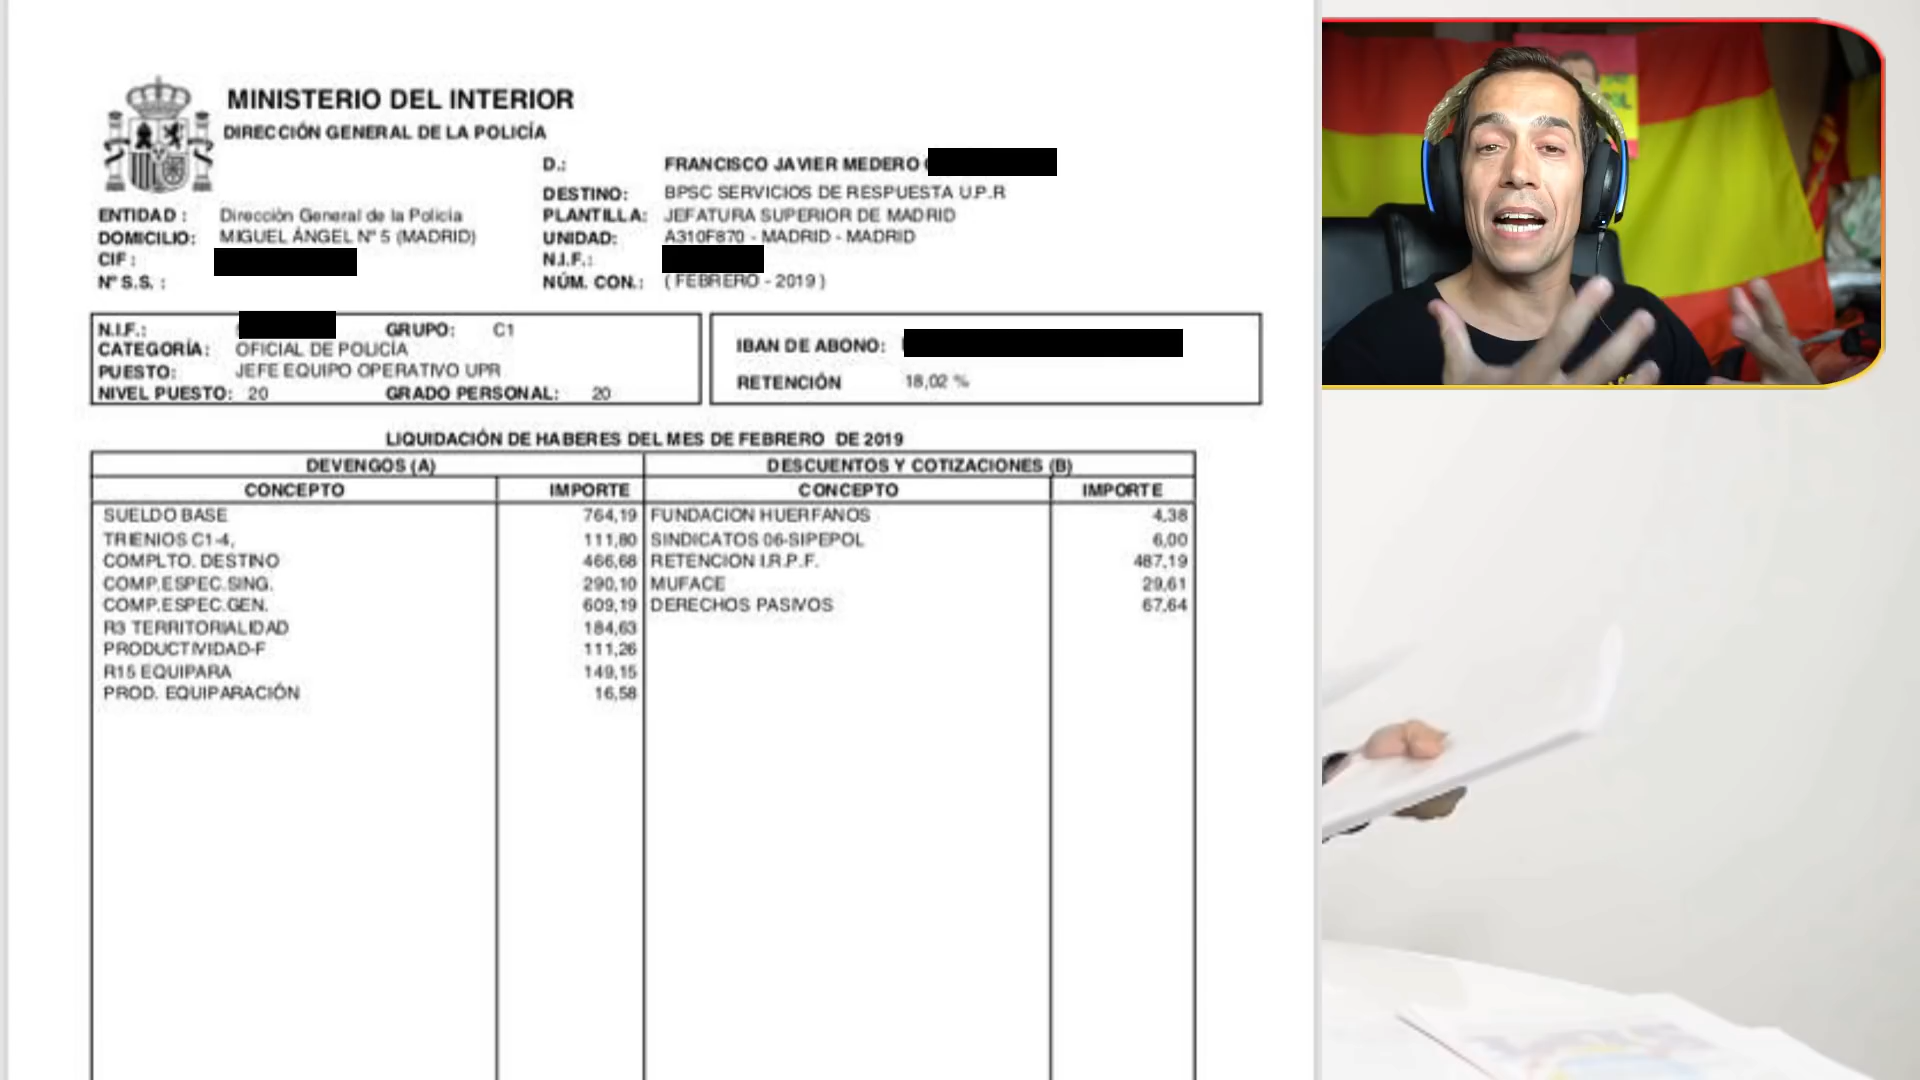 MINISTERIO DEL INTERIOR
DIRECCIÓN GENERAL DE LA POLICÍA
D.: FRANCISCO JAVIER MEDERO
DESTINO: BPSC SERVICIOS DE RESPUESTA U.P.R
ENTIDAD : Dirección General de la Policía PLANTILLA: JEFATURA SUPERIOR DE MADRID
DOMICILIO: MIGUEL ÁNGEL Nº 5 (MADRID) UNIDAD: A310F870 - MADRID - MADRID
CIF : N.I.F.:
Nº S.S. : NÚM. CON.: ( FEBRERO - 2019 )
N.I.F.: GRUPO: C1
CATEGORÍA: OFICIAL DE POLICÍA
PUESTO: JEFE EQUIPO OPERATIVO UPR
NIVEL PUESTO: 20 GRADO PERSONAL: 20
IBAN DE ABONO:
RETENCIÓN 18,02 %
LIQUIDACIÓN DE HABERES DEL MES DE FEBRERO DE 2019
DEVENGOS (A) DESCUENTOS Y COTIZACIONES (B)
CONCEPTO IMPORTE CONCEPTO IMPORTE
SUELDO BASE 764,19 FUNDACION HUERFANOS 4,38
TRIENIOS C1-4, 111,80 SINDICATOS 06-SIPEPOL 6,00
COMPLTO. DESTINO 466,68 RETENCION I.R.P.F. 487,19
COMP.ESPEC.SING. 290,10 MUFACE 29,61
COMP.ESPEC.GEN. 609,19 DERECHOS PASIVOS 67,64
R3 TERRITORIALIDAD 184,63
PRODUCTIVIDAD-F 111,26
R15 EQUIPARA 149,15
PROD. EQUIPARACIÓN 16,58